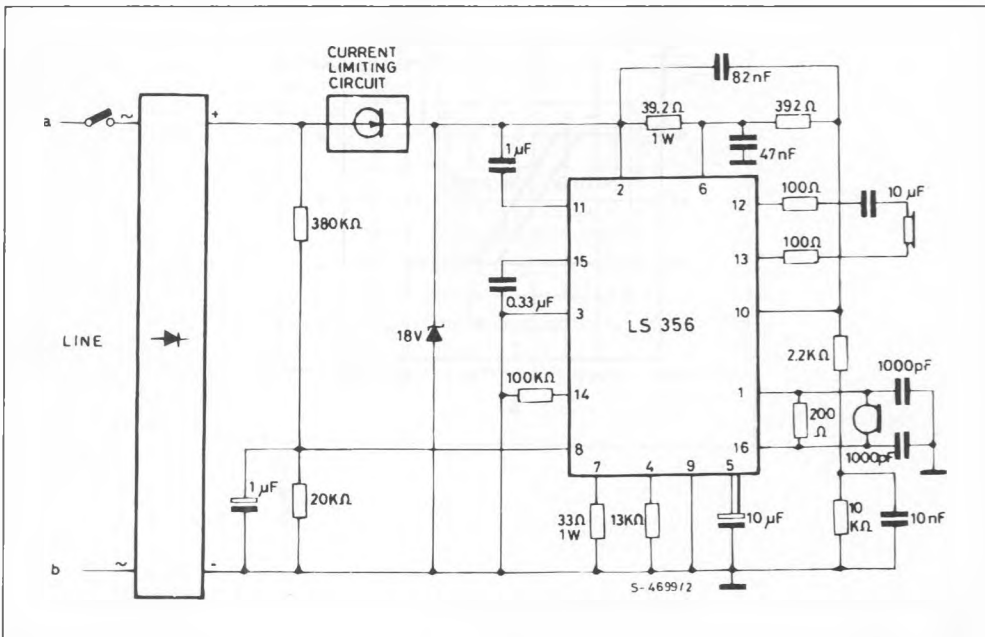 CURRENT
LIMITING
CIRCUIT
82nF
a
~
+
39.2Ω
1W
392Ω
47nF
1µF
2
6
11
12
100Ω
10µF
380KΩ
15
13
100Ω
0.33µF
3
LS 356
10
LINE
18V
2.2KΩ
1000pF
100KΩ
14
1
200
Ω
8
16
1000pF
7
4
9
5
1µF
20KΩ
33Ω
1W
13KΩ
10µF
10
KΩ
10nF
b
~
-
S-4699/2